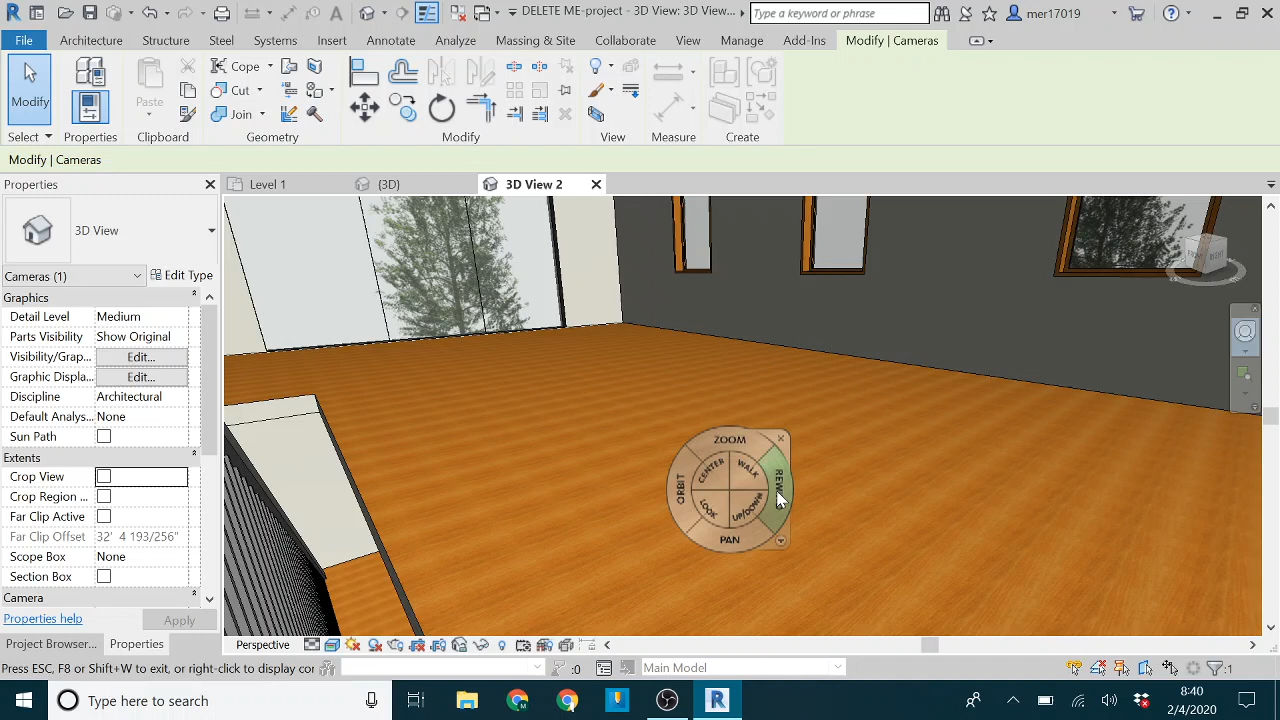 DELETE ME-project - 3D View: 3D View...
Type a keyword or phrase
mer17019
File
Architecture
Structure
Steel
Systems
Insert
Annotate
Analyze
Massing & Site
Collaborate
View
Manage
Add-Ins
Modify | Cameras
Modify
Paste
Cope
Cut
Join
Select
Properties
Clipboard
Geometry
Modify
View
Measure
Create
Modify | Cameras
Properties
Level 1
{3D}
3D View 2
3D View
Cameras (1)
Edit Type
Graphics
Detail Level
Medium
Parts Visibility
Show Original
Visibility/Grap...
Edit...
Graphic Displa...
Edit...
Discipline
Architectural
Default Analys...
None
Sun Path
Extents
Crop View
Crop Region ...
Far Clip Active
Far Clip Offset
32' 4 193/256"
Scope Box
None
Section Box
Camera
Properties help
Apply
Project Browser...
Properties
ZOOM
CENTER
WALK
ORBIT
LOOK
UP/DOWN
PAN
Perspective
Press ESC, F8 or Shift+W to exit, or right-click to display cor
:0
Main Model
:1
Type here to search
8:40
2/4/2020